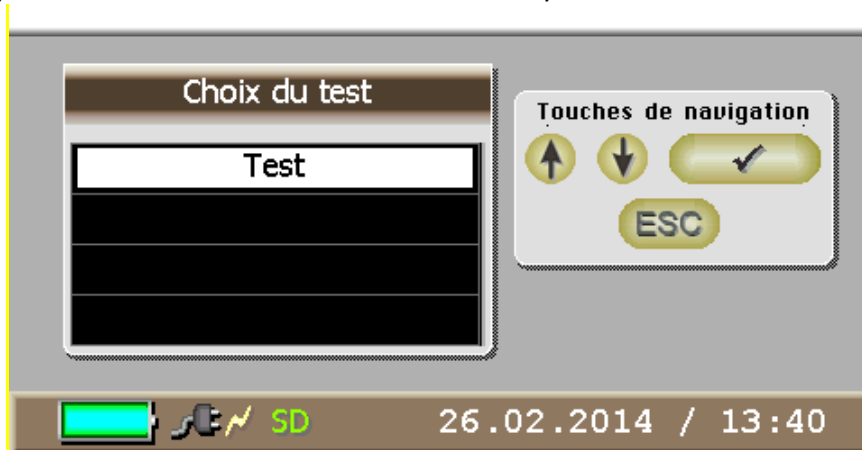 Choix du test
Test
Touches de navigation
ESC
SD
26.02.2014 / 13:40